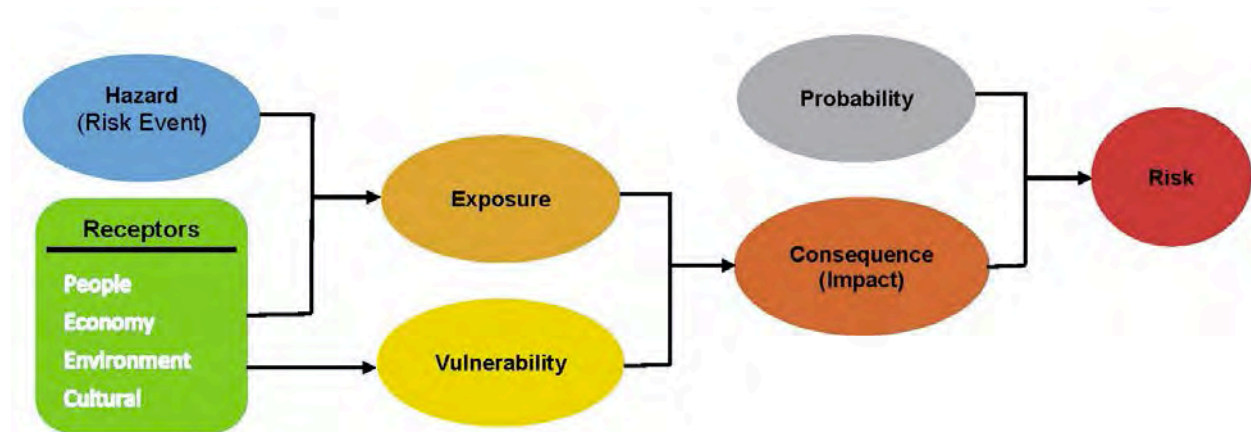 Hazard
(Risk Event)
Receptors
People
Economy
Environment
Cultural
Exposure
Vulnerability
Probability
Consequence
(Impact)
Risk